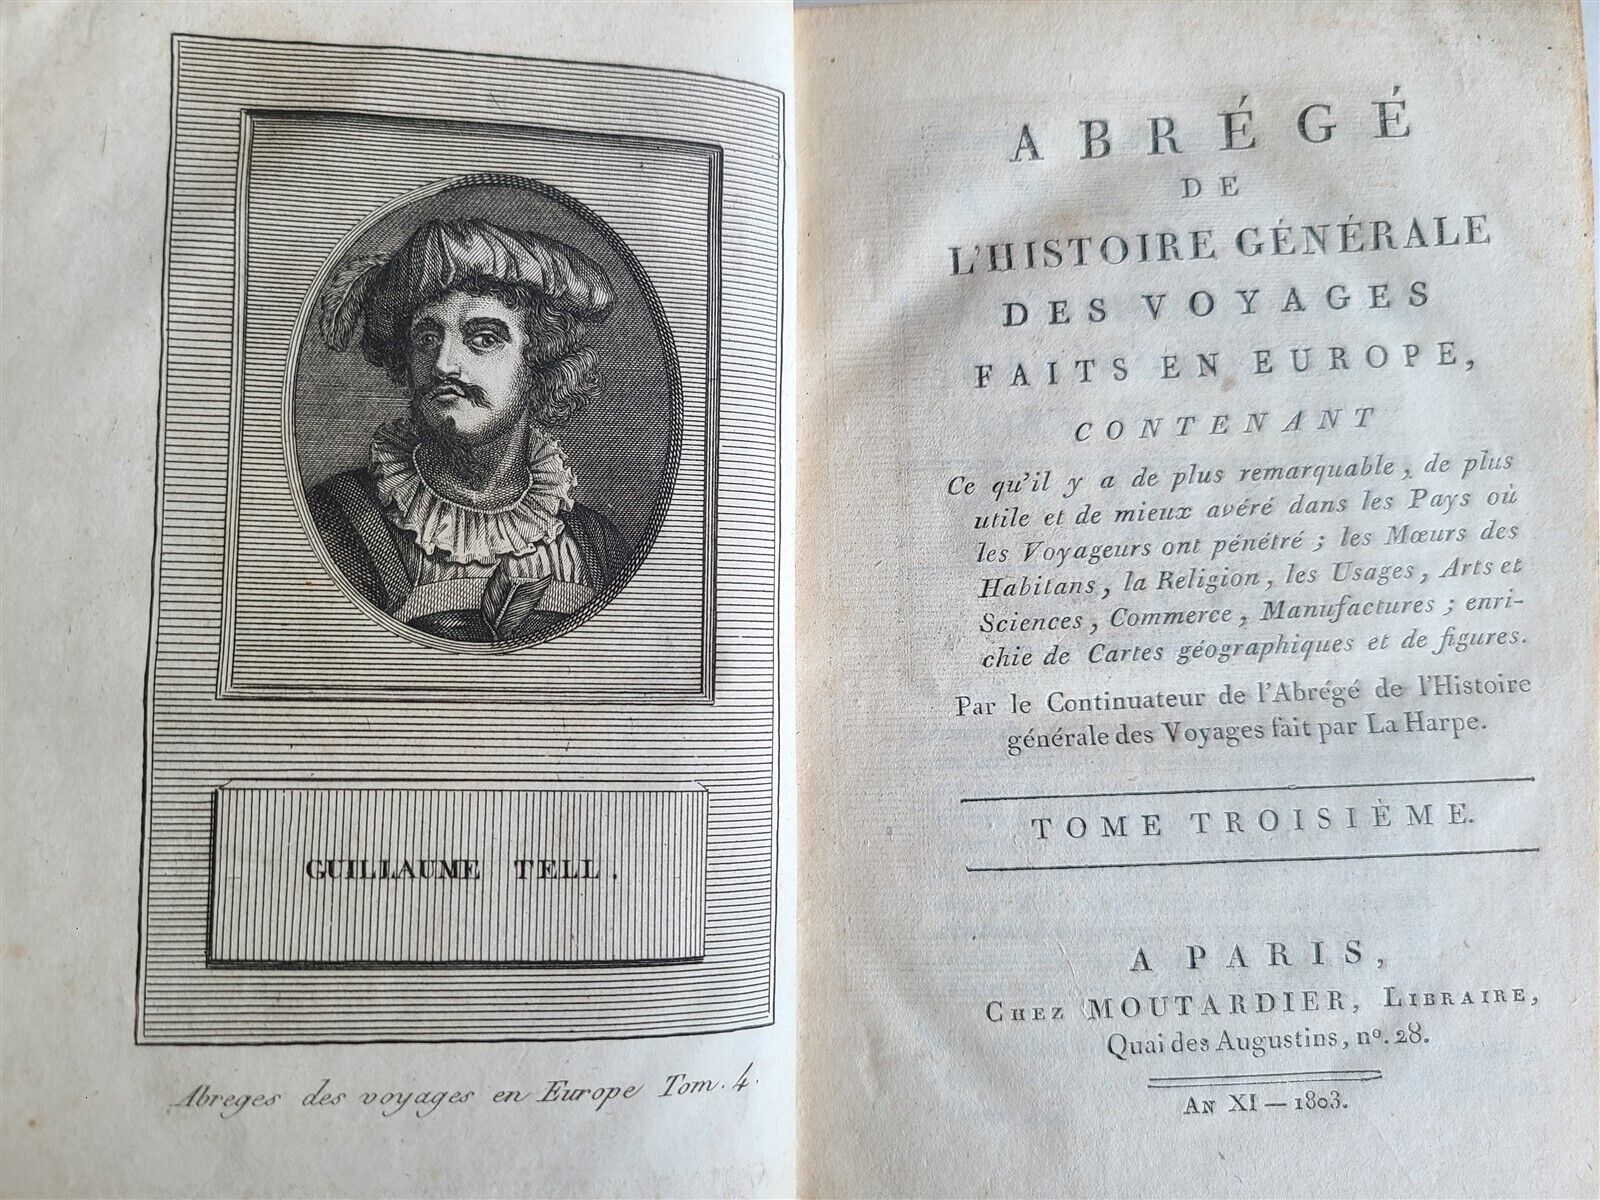 GUILLAUME TELL.
Abreges des voyages en Europe Tom. 4.
ABRÉGÉ
DE
L'HISTOIRE GÉNÉRALE
DES VOYAGES
FAITS EN EUROPE,
CONTENANT
Ce qu'il y a de plus remarquable, de plus
utile et de mieux avéré dans les Pays où
les Voyageurs ont pénétré ; les Mœurs des
Habitans, la Religion, les Usages, Arts et
Sciences, Commerce, Manufactures ; enri-
chie de Cartes géographiques et de figures.
Par le Continuateur de l'Abrégé de l'Histoire
générale des Voyages fait par La Harpe.
TOME TROISIÈME.
A PARIS,
CHEZ MOUTARDIER, LIBRAIRE,
Quai des Augustins, nº. 28.
AN XI — 1803.